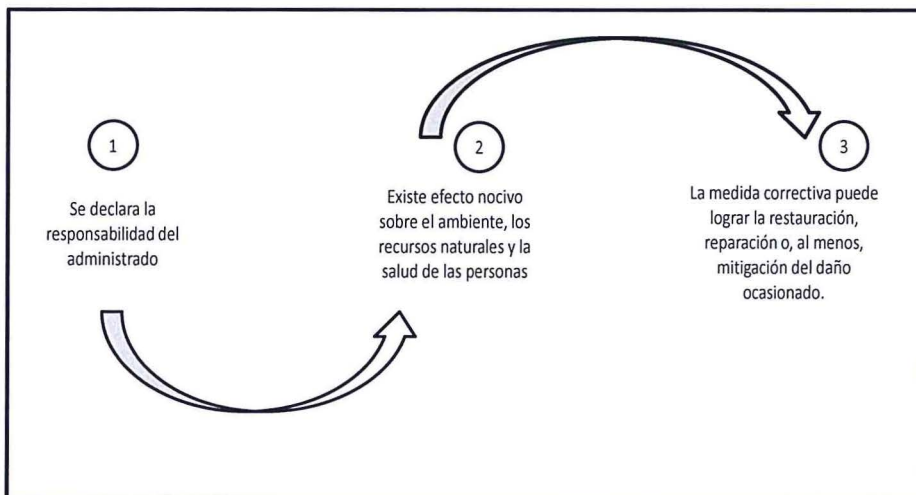 1
Se declara la
responsabilidad del
administrado
2
Existe efecto nocivo
sobre el ambiente, los
recursos naturales y la
salud de las personas
3
La medida correctiva puede
lograr la restauración,
reparación o, al menos,
mitigación del daño
ocasionado.